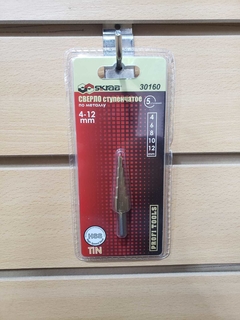 SKRAB
30160
СВЕРЛО ступенчатое
по металлу
4-12
mm
5
4
6
8
10
12
mm
HSS
TIN
PROFI TOOLS